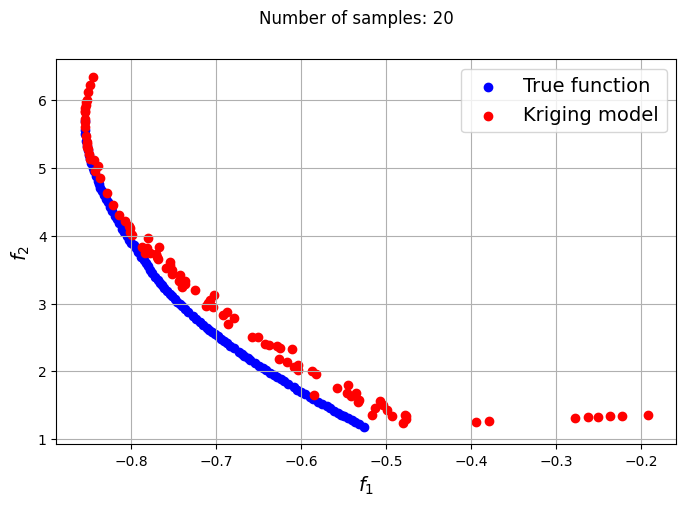 Number of samples: 20
True function
Kriging model
6
5
4
3
2
1
f₂
−0.8 −0.7 −0.6 −0.5 −0.4 −0.3 −0.2
f₁